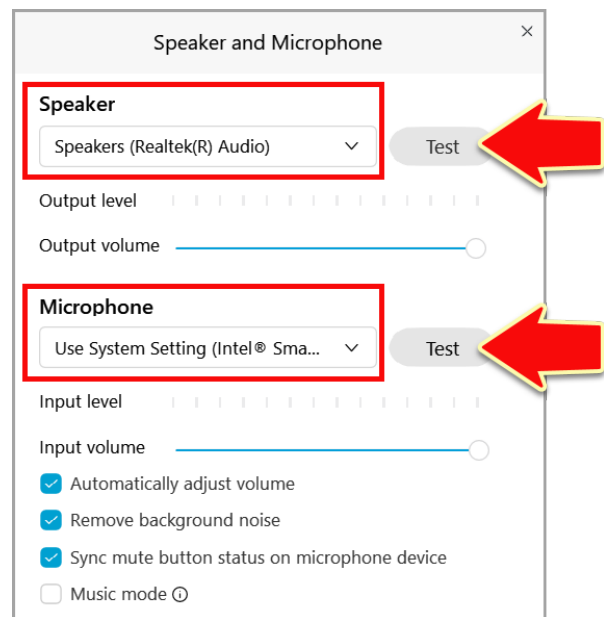 Speaker and Microphone
Speaker
Speakers (Realtek(R) Audio)
Test
Output level
Output volume
Microphone
Use System Setting (Intel® Sma...
Test
Input level
Input volume
Automatically adjust volume
Remove background noise
Sync mute button status on microphone device
Music mode